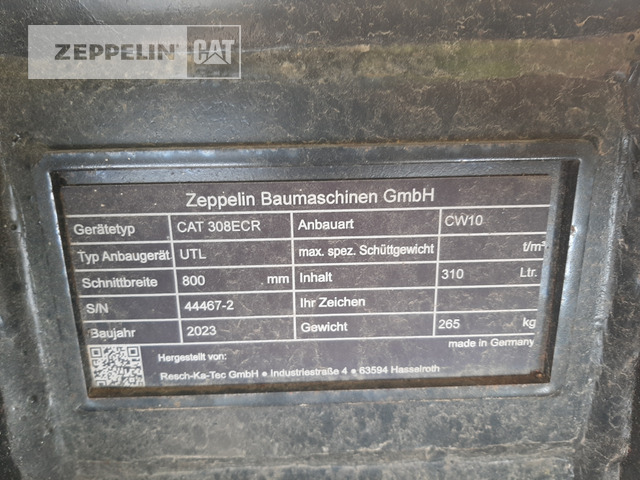 ZEPPELIN CAT
Zeppelin Baumaschinen GmbH
Gerätetyp CAT 308ECR Anbauart CW10
Typ Anbaugerät UTL max. spez. Schüttgewicht t/m³
Schnittbreite 800 mm Inhalt 310 Ltr.
S/N 44467-2 Ihr Zeichen
Baujahr 2023 Gewicht 265 kg
made in Germany
Hergestellt von:
Resch-Ka-Tec GmbH • Industriestraße 4 • 63594 Hasselroth